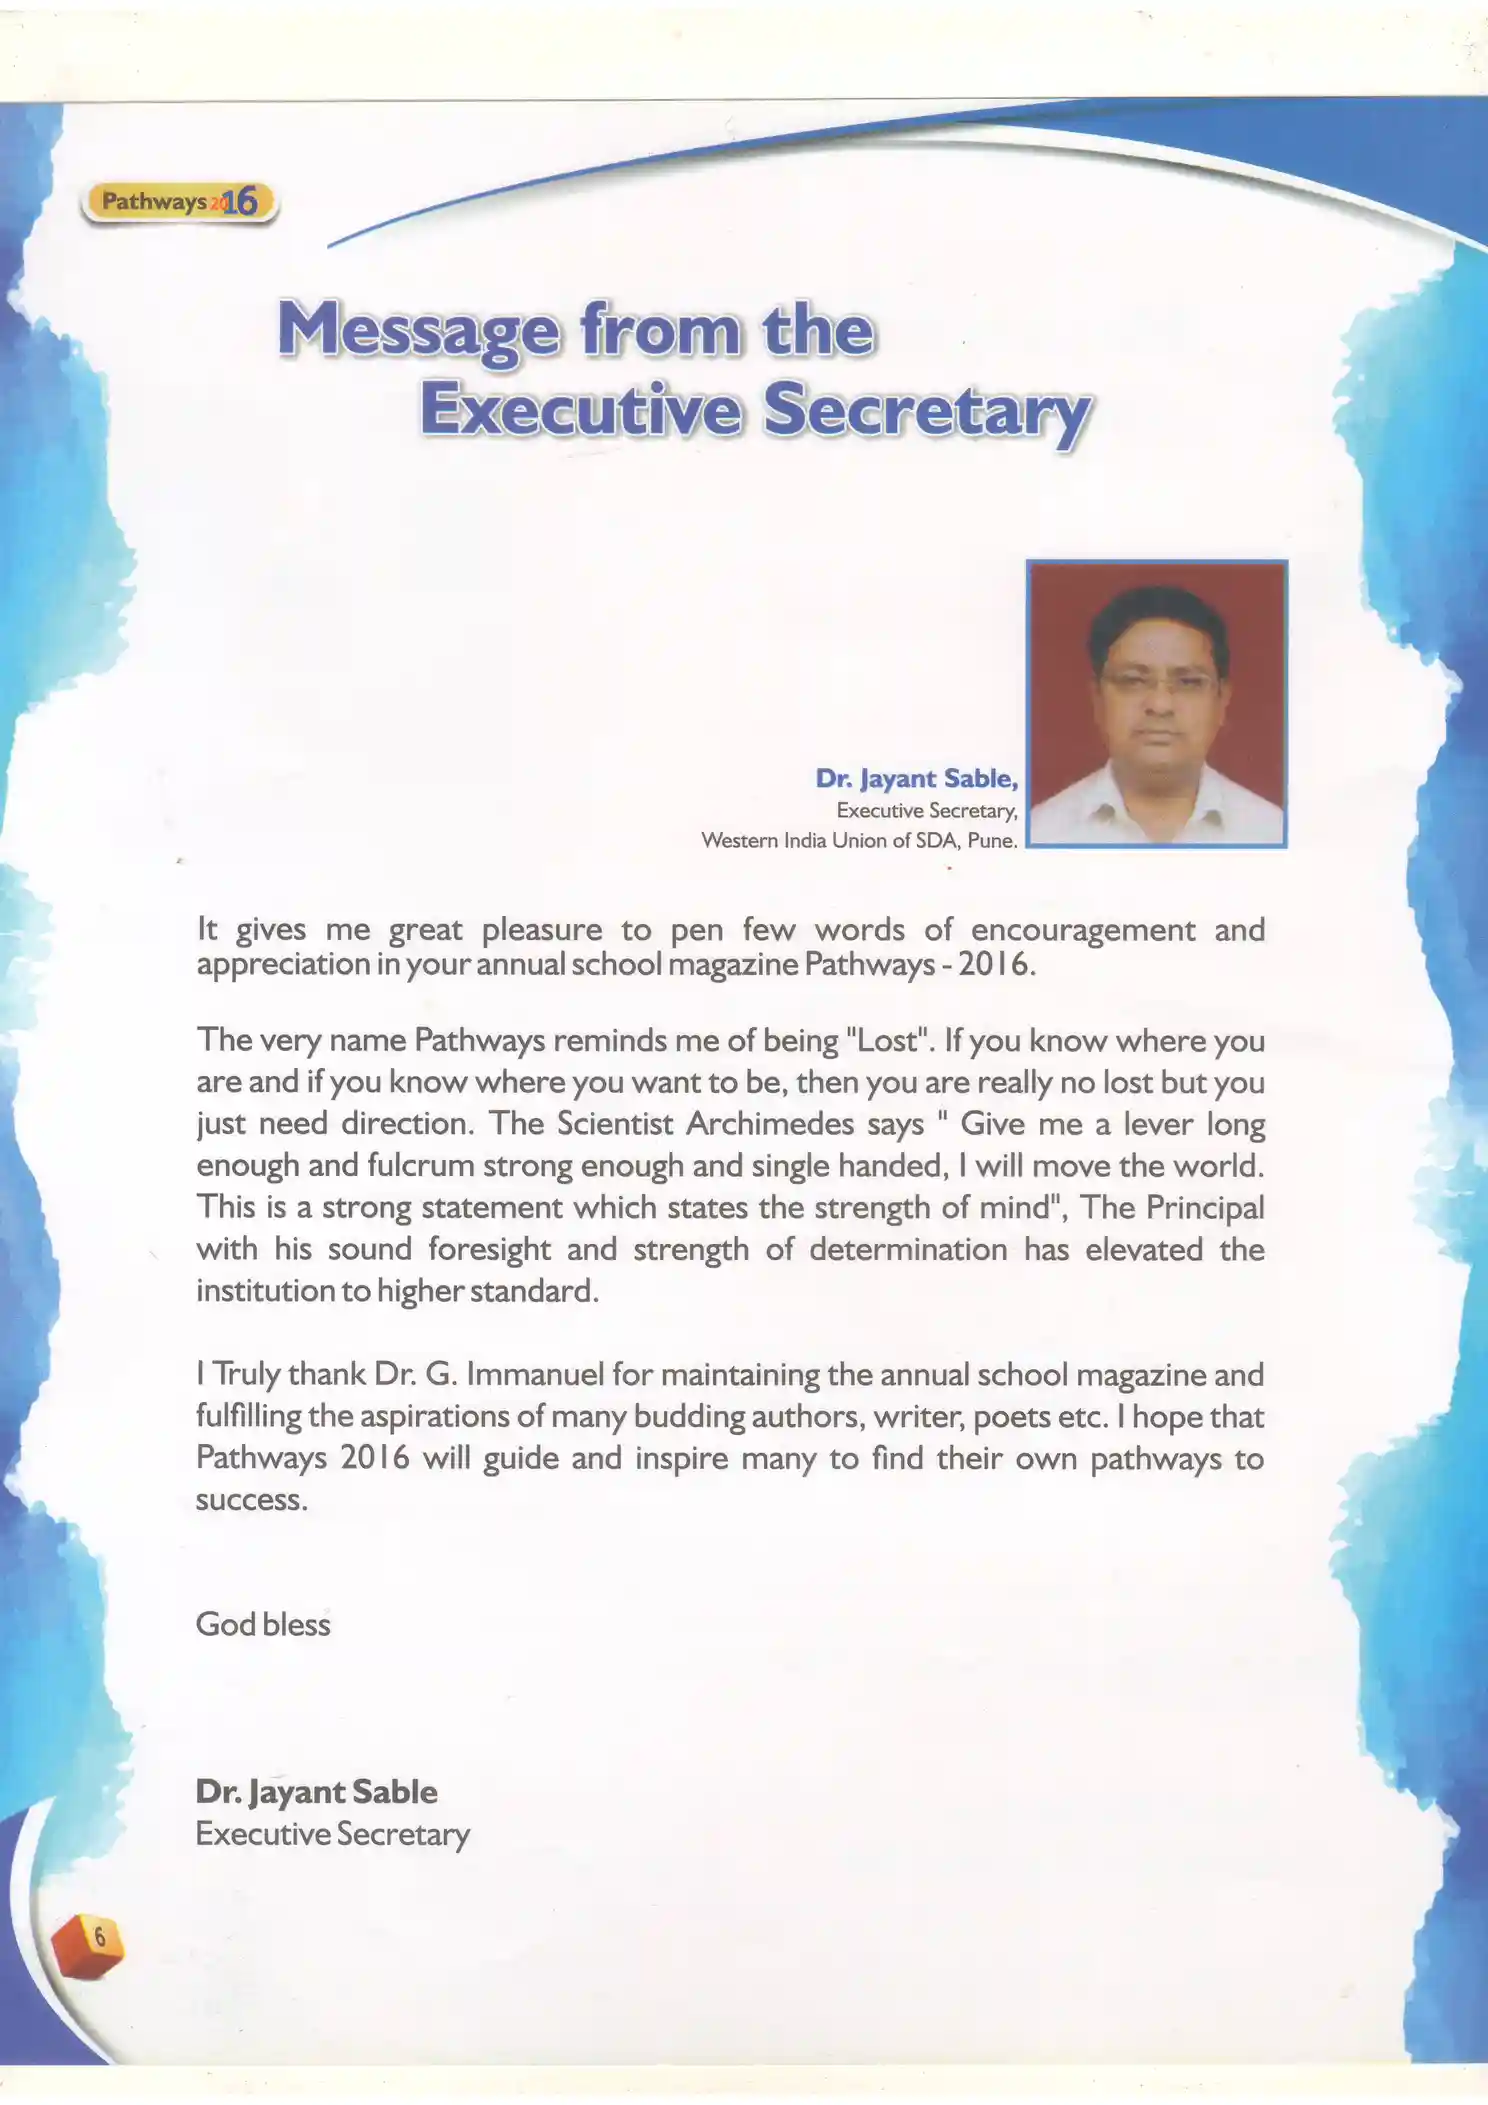 Pathways 2016
Message from the
Executive Secretary
Dr. Jayant Sable,
Executive Secretary,
Western India Union of SDA, Pune.
It gives me great pleasure to pen few words of encouragement and
appreciation in your annual school magazine Pathways - 2016.
The very name Pathways reminds me of being "Lost". If you know where you
are and if you know where you want to be, then you are really no lost but you
just need direction. The Scientist Archimedes says " Give me a lever long
enough and fulcrum strong enough and single handed, I will move the world.
This is a strong statement which states the strength of mind", The Principal
with his sound foresight and strength of determination has elevated the
institution to higher standard.
I Truly thank Dr. G. Immanuel for maintaining the annual school magazine and
fulfilling the aspirations of many budding authors, writer, poets etc. I hope that
Pathways 2016 will guide and inspire many to find their own pathways to
success.
God bless
Dr. Jayant Sable
Executive Secretary
6